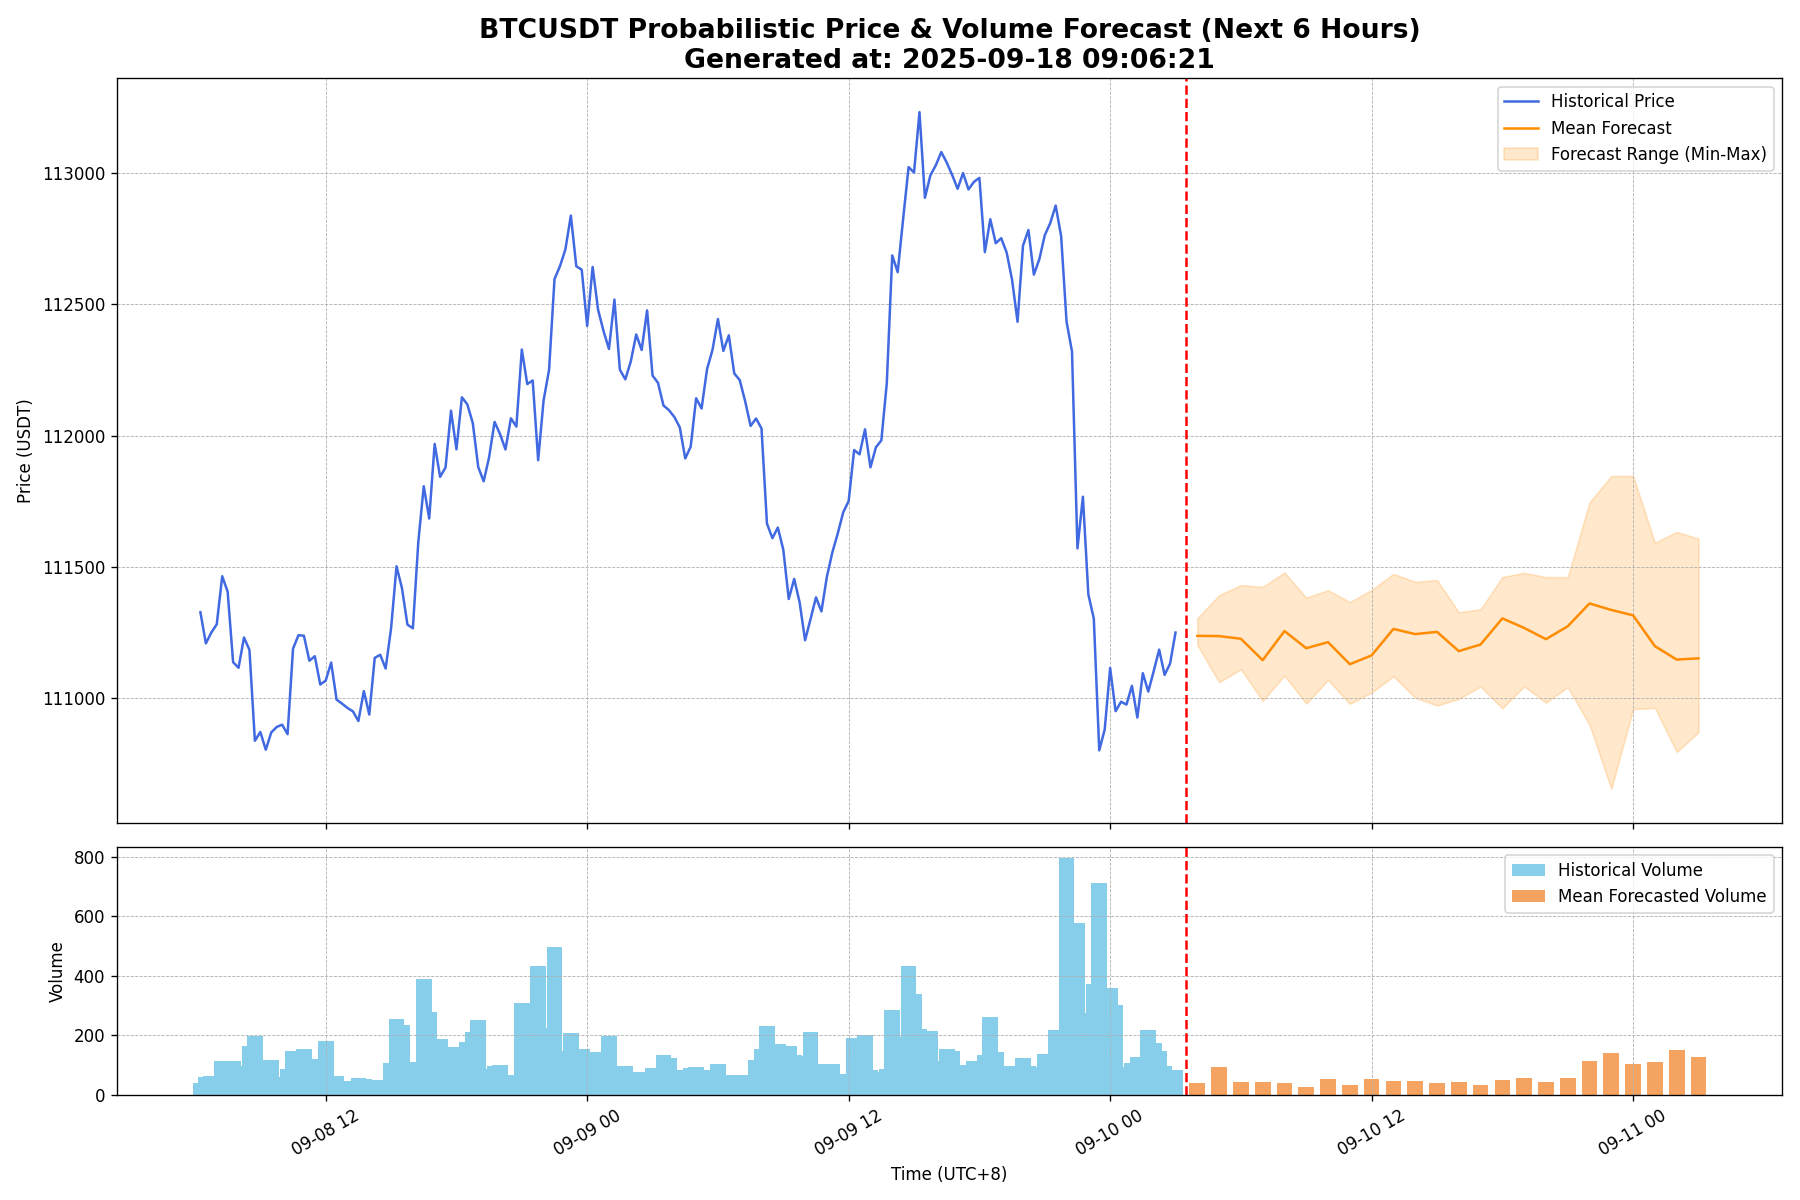 BTCUSDT Probabilistic Price & Volume Forecast (Next 6 Hours)
Generated at: 2025-09-18 09:06:21
Historical Price
Mean Forecast
Forecast Range (Min-Max)
113000
112500
112000
111500
111000
Price (USDT)
Historical Volume
Mean Forecasted Volume
800
600
400
200
0
Volume
09-08 12
09-09 00
09-09 12
09-10 00
09-10 12
09-11 00
Time (UTC+8)